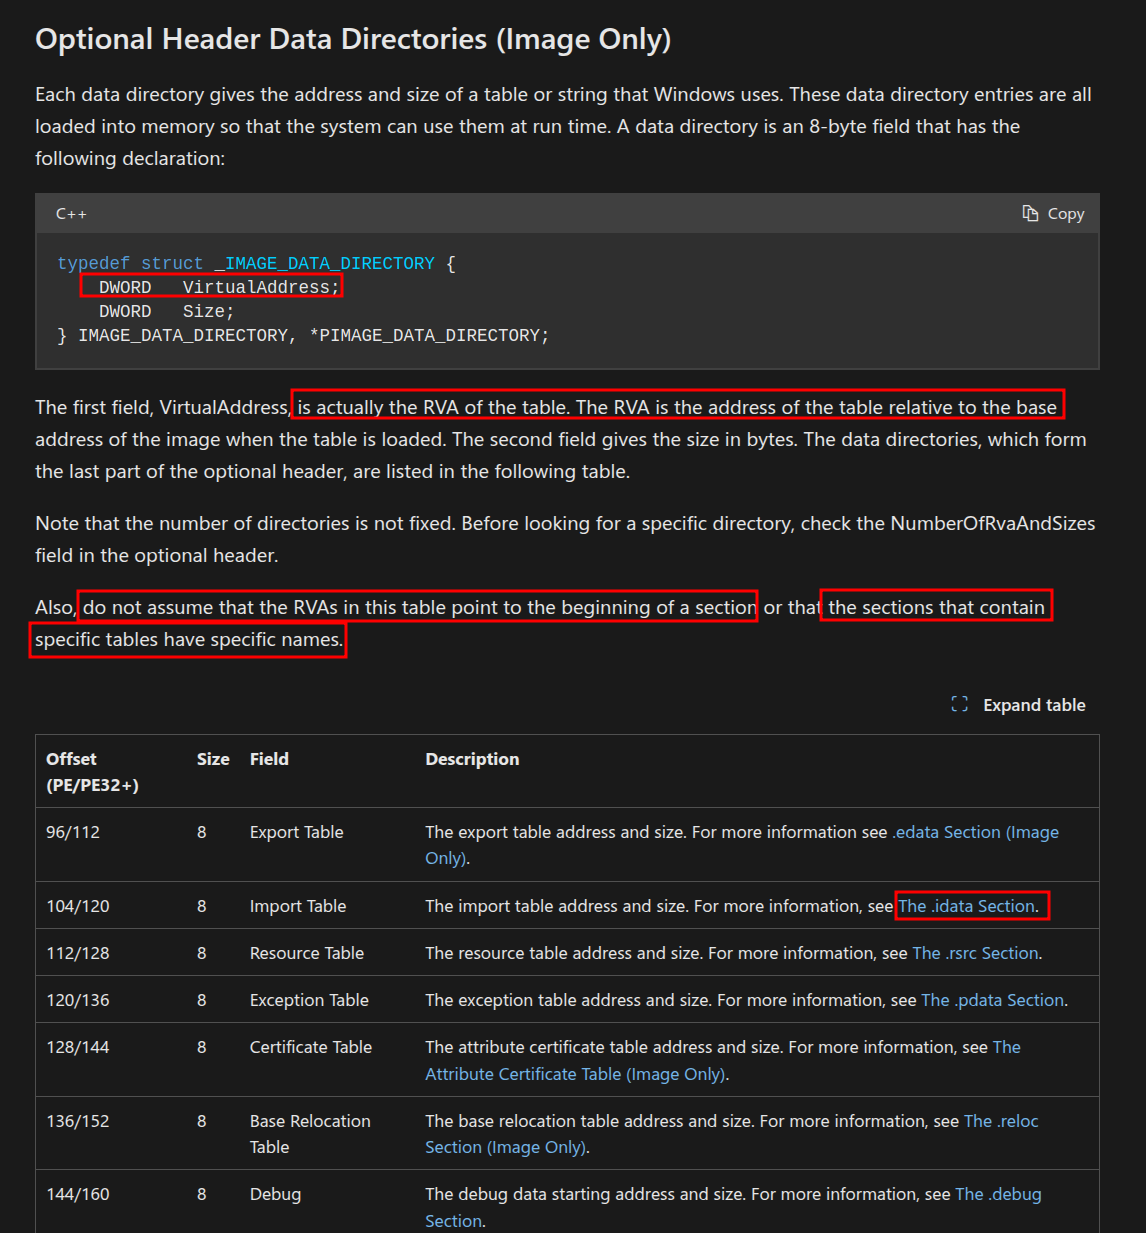 Optional Header Data Directories (Image Only)
Each data directory gives the address and size of a table or string that Windows uses. These data directory entries are all
loaded into memory so that the system can use them at run time. A data directory is an 8-byte field that has the
following declaration:
C++ Copy
typedef struct _IMAGE_DATA_DIRECTORY {
    DWORD   VirtualAddress;
    DWORD   Size;
} IMAGE_DATA_DIRECTORY, *PIMAGE_DATA_DIRECTORY;
The first field, VirtualAddress, is actually the RVA of the table. The RVA is the address of the table relative to the base
address of the image when the table is loaded. The second field gives the size in bytes. The data directories, which form
the last part of the optional header, are listed in the following table.
Note that the number of directories is not fixed. Before looking for a specific directory, check the NumberOfRvaAndSizes
field in the optional header.
Also, do not assume that the RVAs in this table point to the beginning of a section or that the sections that contain
specific tables have specific names.
Expand table
Offset Size Field Description
(PE/PE32+)
96/112 8 Export Table The export table address and size. For more information see .edata Section (Image
Only).
104/120 8 Import Table The import table address and size. For more information, see The .idata Section.
112/128 8 Resource Table The resource table address and size. For more information, see The .rsrc Section.
120/136 8 Exception Table The exception table address and size. For more information, see The .pdata Section.
128/144 8 Certificate Table The attribute certificate table address and size. For more information, see The
Attribute Certificate Table (Image Only).
136/152 8 Base Relocation The base relocation table address and size. For more information, see The .reloc
Table Section (Image Only).
144/160 8 Debug The debug data starting address and size. For more information, see The .debug
Section.